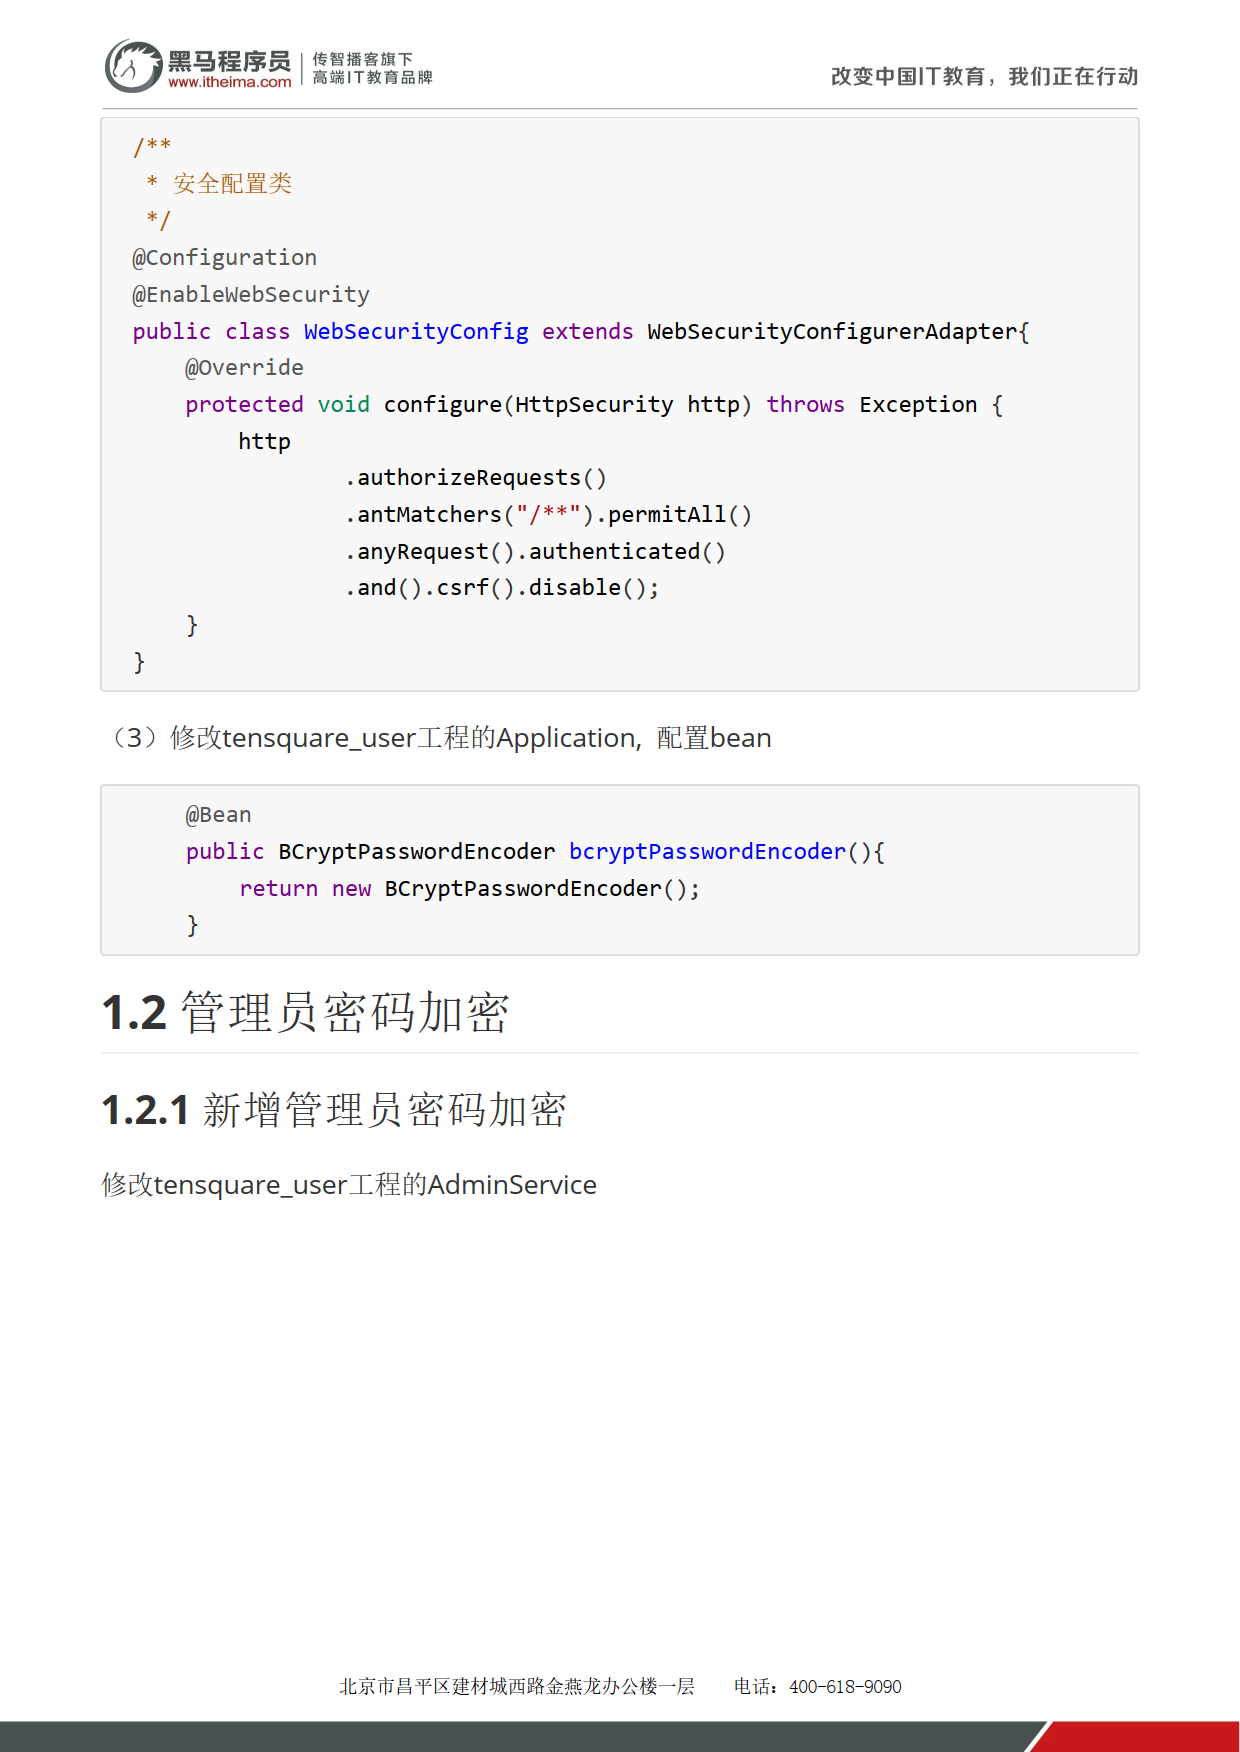 黑马程序员
www.itheima.com
传智播客旗下
高端IT教育品牌
改变中国IT教育，我们正在行动
/**
 * 安全配置类
 */
@Configuration
@EnableWebSecurity
public class WebSecurityConfig extends WebSecurityConfigurerAdapter{
    @Override
    protected void configure(HttpSecurity http) throws Exception {
        http
                .authorizeRequests()
                .antMatchers("/**").permitAll()
                .anyRequest().authenticated()
                .and().csrf().disable();
    }
}
（3）修改tensquare_user工程的Application, 配置bean
    @Bean
    public BCryptPasswordEncoder bcryptPasswordEncoder(){
        return new BCryptPasswordEncoder();
    }
1.2 管理员密码加密
1.2.1 新增管理员密码加密
修改tensquare_user工程的AdminService
北京市昌平区建材城西路金燕龙办公楼一层 电话：400-618-9090